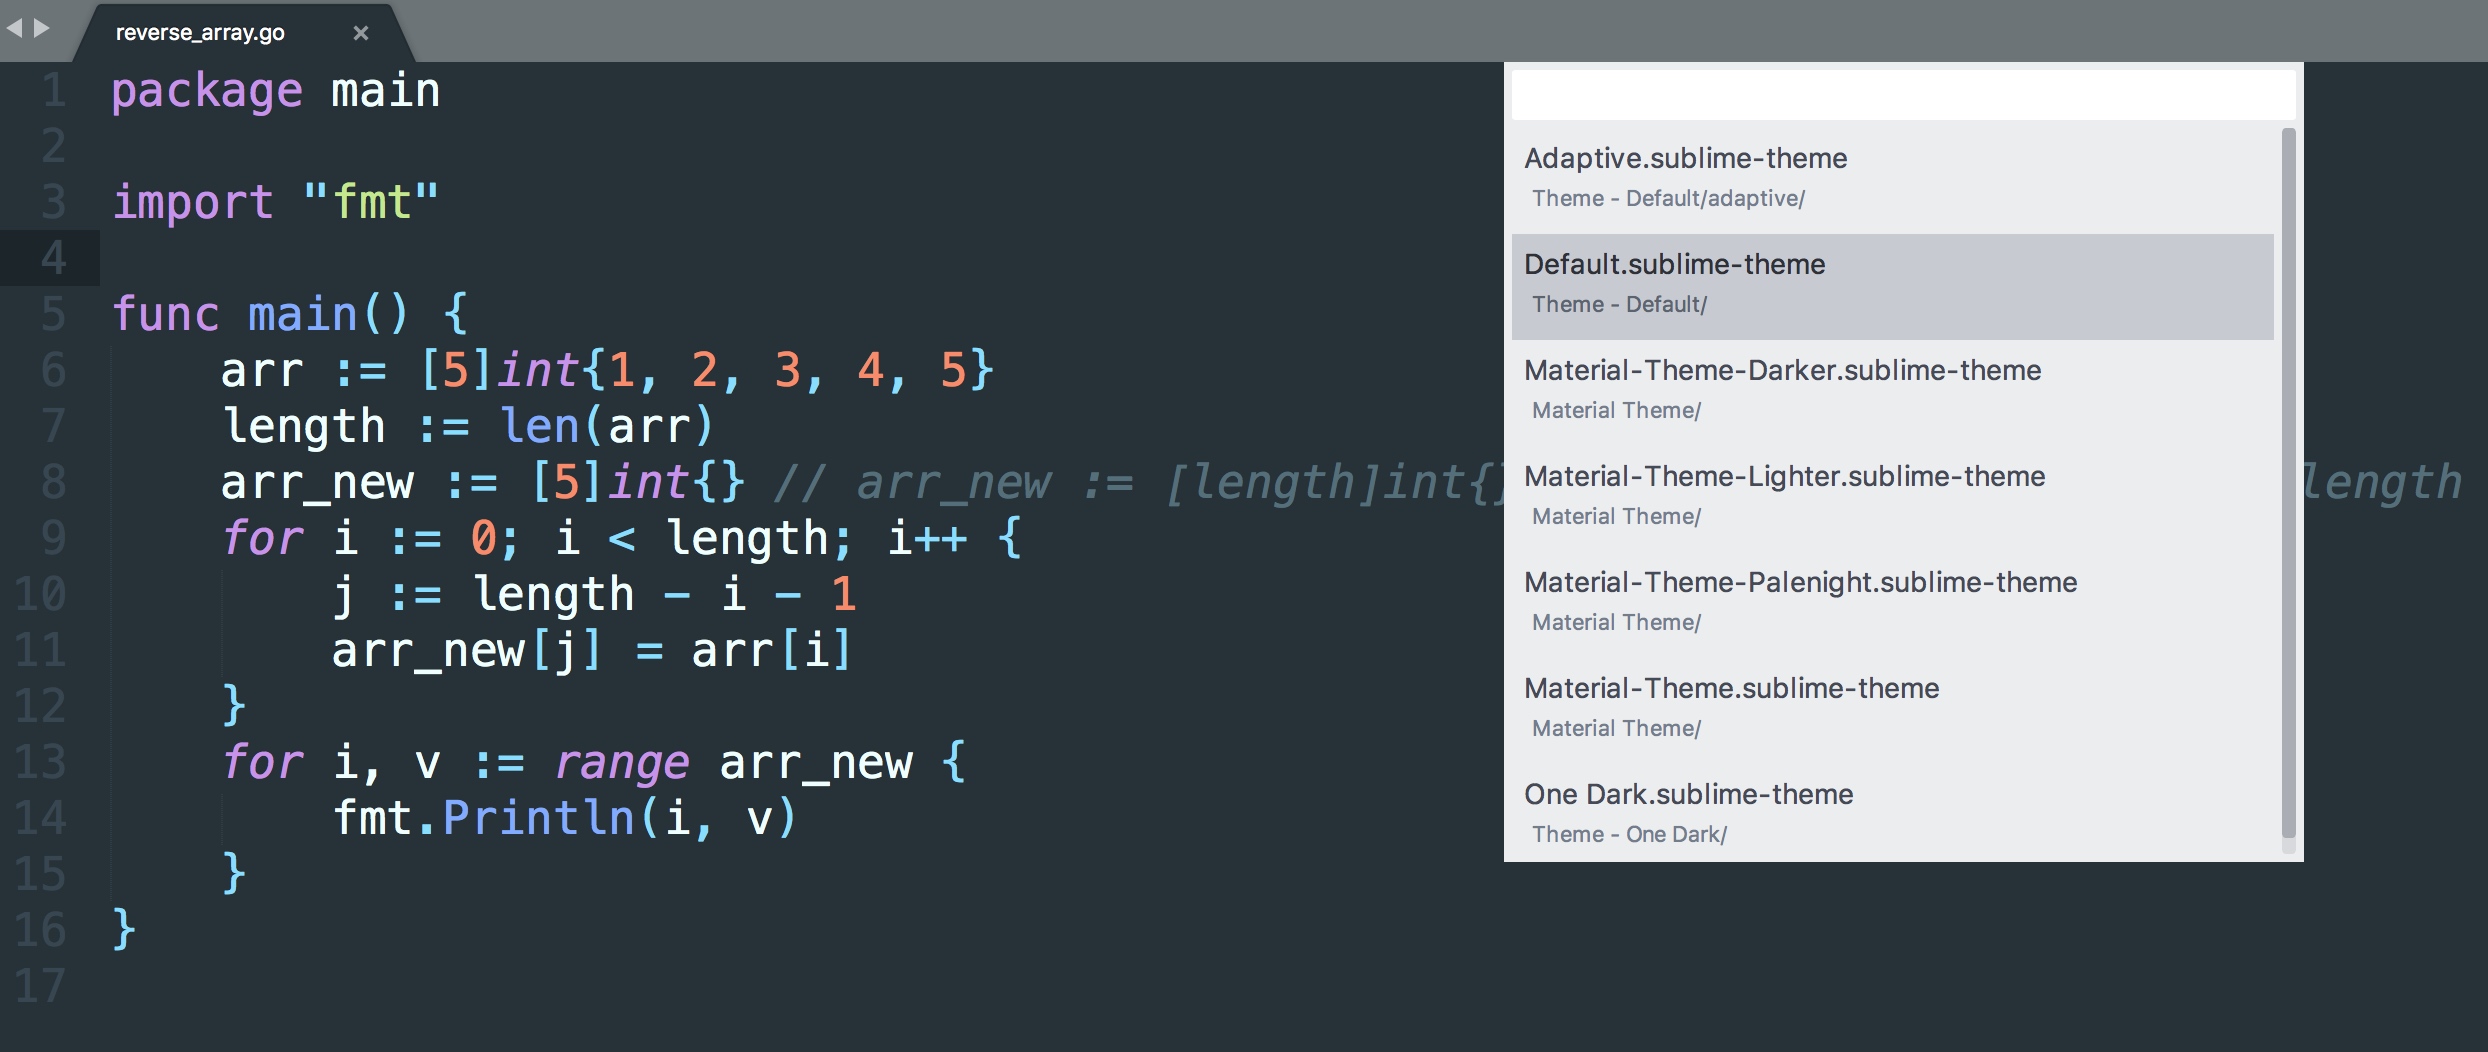 reverse_array.go ×
1 package main
2
3 import "fmt"
4
5 func main() {
6 arr := [5]int{1, 2, 3, 4, 5}
7 length := len(arr)
8 arr_new := [5]int{} // arr_new := [length]int{} length
9 for i := 0; i < length; i++ {
10 j := length - i - 1
11 arr_new[j] = arr[i]
12 }
13 for i, v := range arr_new {
14 fmt.Println(i, v)
15 }
16 }
17
Adaptive.sublime-theme
Theme - Default/adaptive/
Default.sublime-theme
Theme - Default/
Material-Theme-Darker.sublime-theme
Material Theme/
Material-Theme-Lighter.sublime-theme
Material Theme/
Material-Theme-Palenight.sublime-theme
Material Theme/
Material-Theme.sublime-theme
Material Theme/
One Dark.sublime-theme
Theme - One Dark/